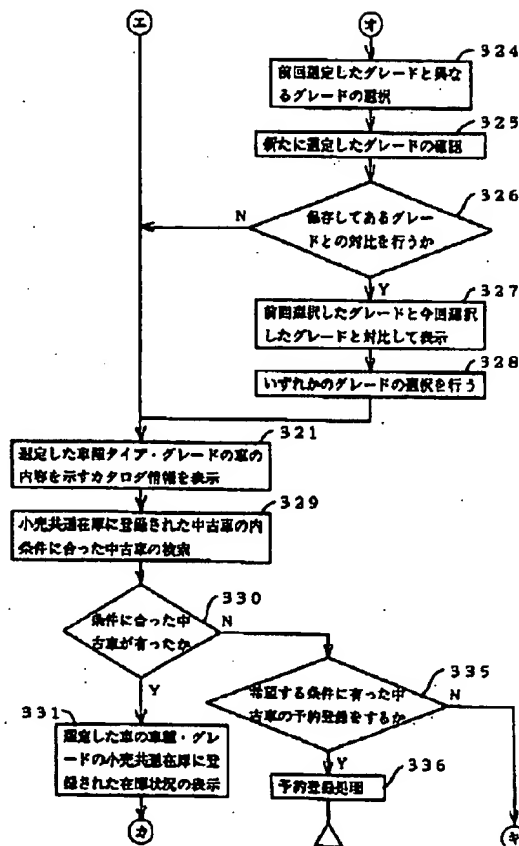 エ
オ
324
前回選定したグレードと異な
るグレードの選択
325
新たに選定したグレードの確認
326
保存してあるグレー
ドとの対比を行うか
N
Y
327
前回選択したグレードと今回選択
したグレードと対比して表示
328
いずれかのグレードの選択を行う
321
選定した車種タイア・グレードの車の
内容を示すカタログ情報を表示
329
小売共通在庫に登録された中古車の内
条件に合った中古車の検索
330
条件に合った中
古車が有ったか
N
Y
335
希望する条件に有った中
古車の予約登録をするか
N
Y
331
選定した車の車種・グレ
ードの小売共通在庫に登
録された在庫状況の表示
336
予約登録処理
カ
キ